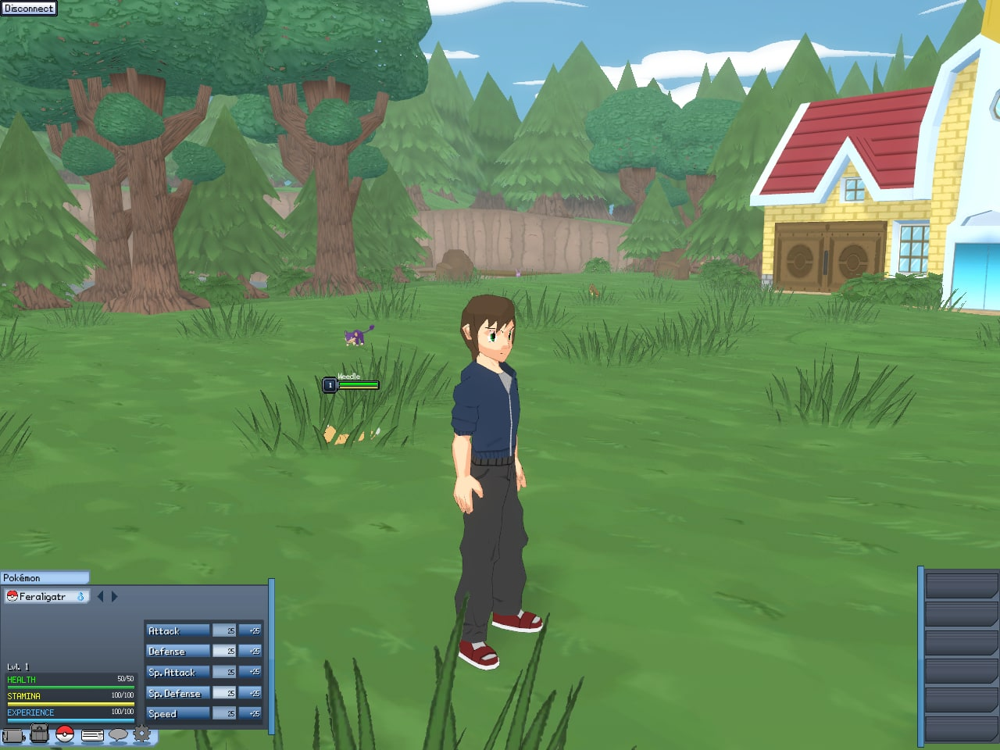 Disconnect
Weedle
1
Pokémon
Feraligatr
Attack 25 +25
Defense 25 +25
Sp. Attack 25 +25
Sp. Defense 25 +25
Speed 25 +25
Lvl. 1
HEALTH 50/50
STAMINA 100/100
EXPERIENCE 100/100